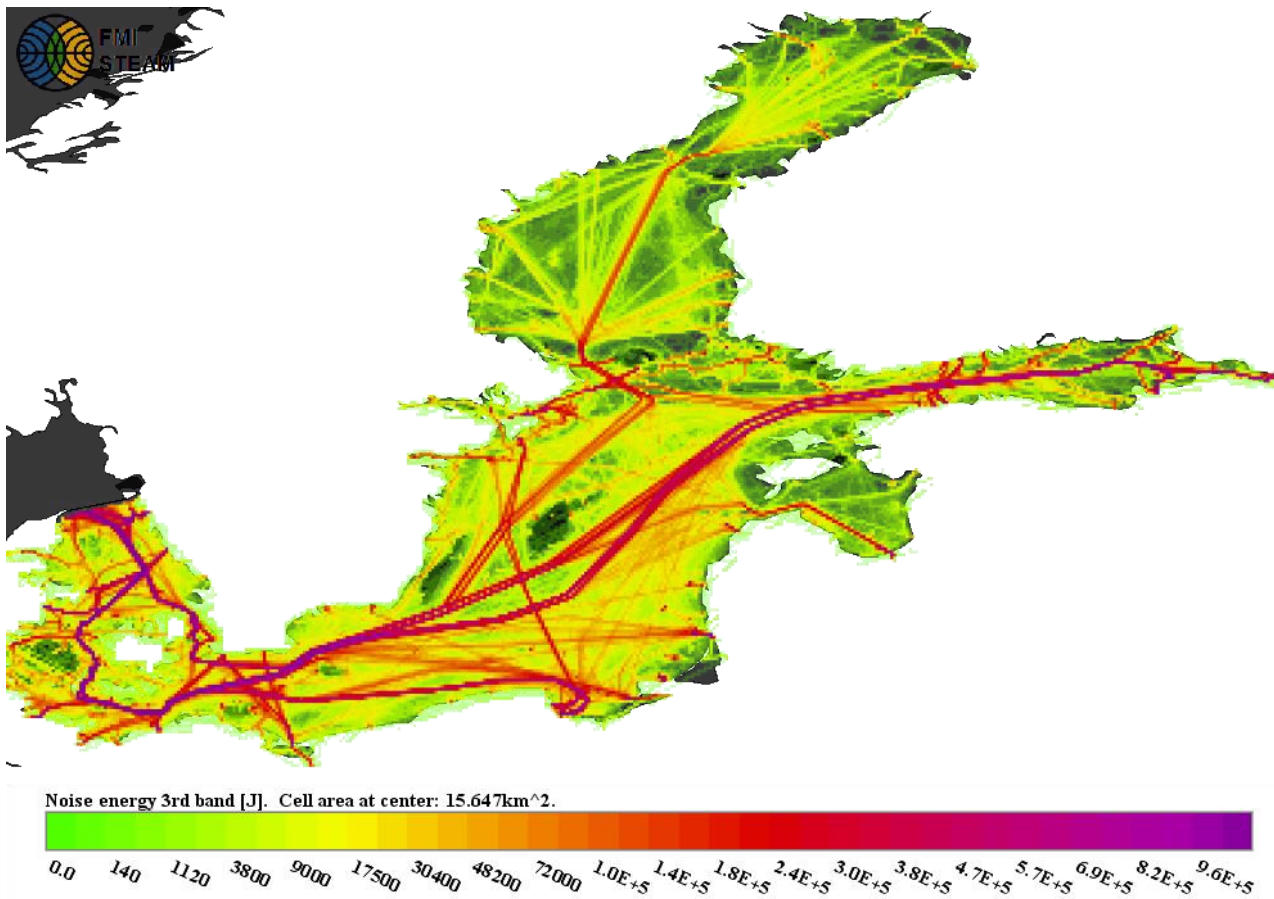 FMI
STEAM
Noise energy 3rd band [J]. Cell area at center: 15.647km^2.
0.0 140 1120 3800 9000 17500 30400 48200 72000 1.0E+5 1.4E+5 1.8E+5 2.4E+5 3.0E+5 3.8E+5 4.7E+5 5.7E+5 6.9E+5 8.2E+5 9.6E+5